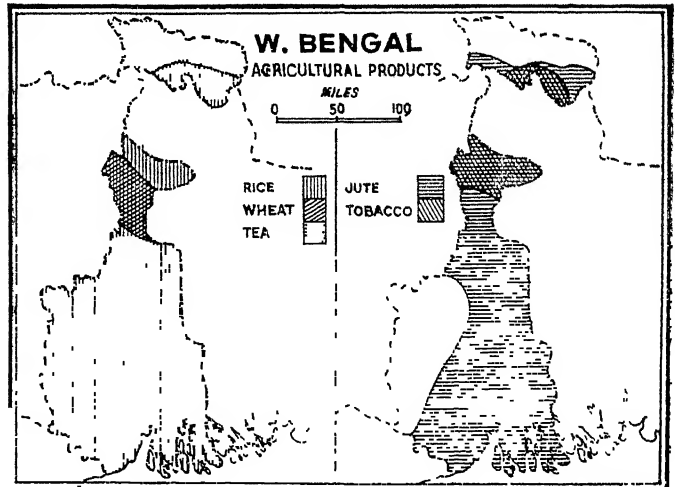 W. BENGAL
AGRICULTURAL PRODUCTS
MILES
0 50 100
RICE JUTE
WHEAT TOBACCO
TEA